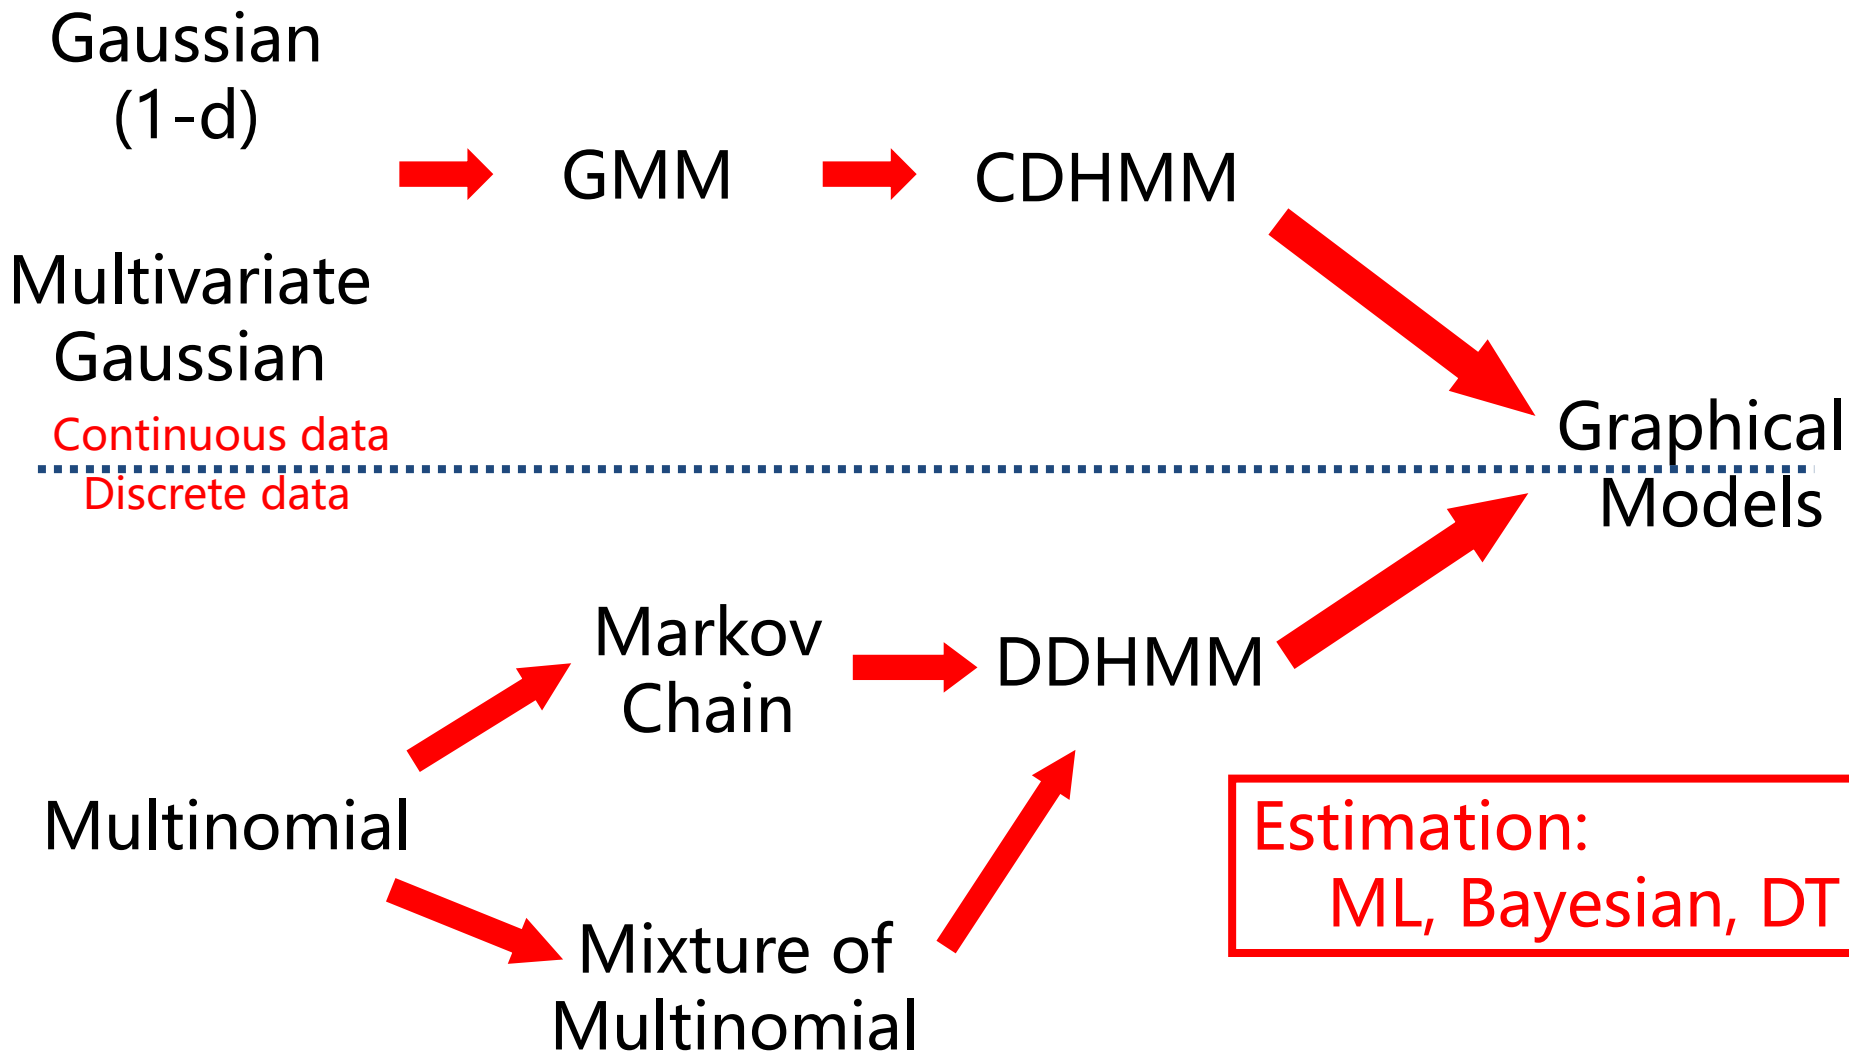 Gaussian
(1-d)
GMM
CDHMM
Multivariate
Gaussian
Continuous data
Discrete data
Graphical
Models
Markov
Chain
DDHMM
Multinomial
Mixture of
Multinomial
Estimation:
ML, Bayesian, DT